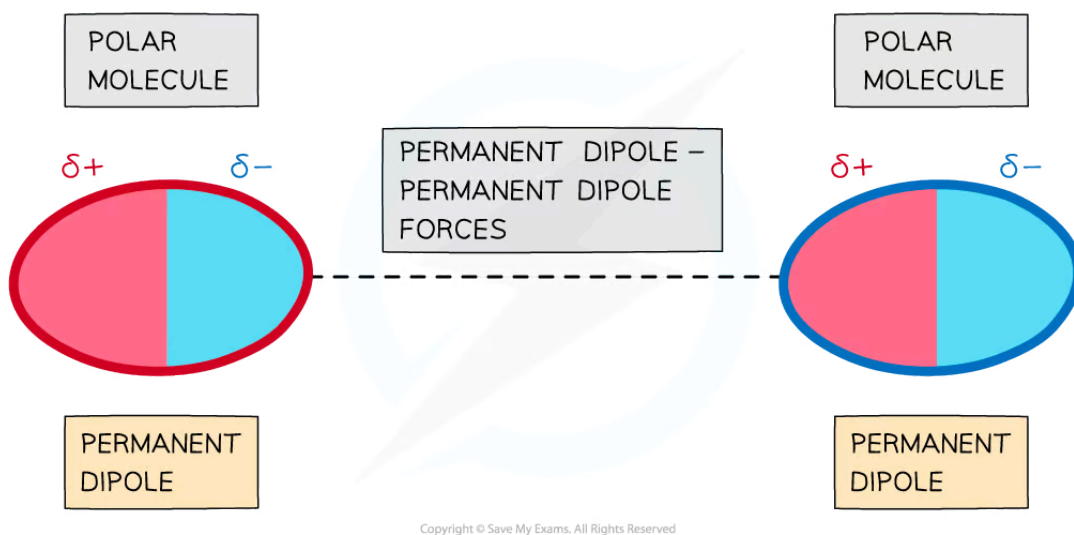 POLAR
MOLECULE
POLAR
MOLECULE
PERMANENT DIPOLE –
PERMANENT DIPOLE
FORCES
δ+ δ−
δ+ δ−
PERMANENT
DIPOLE
PERMANENT
DIPOLE
Copyright © Save My Exams. All Rights Reserved